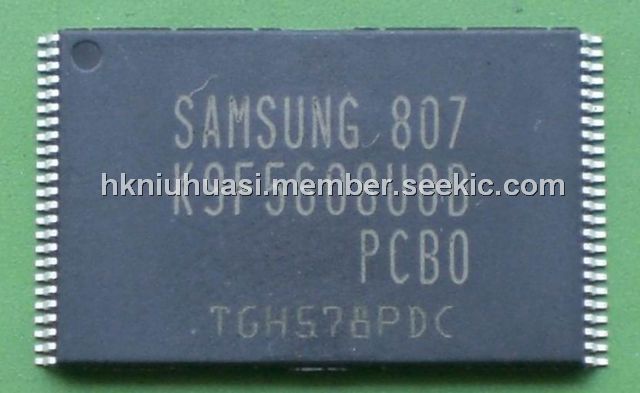 SAMSUNG 807
K9F5608U0D
hkniuhuasi.member.seekic.com
PCB0
TGH578PDC